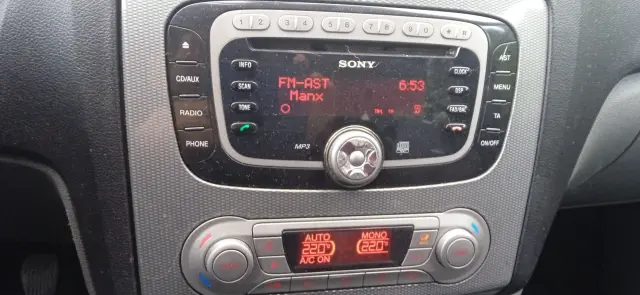 1 2 3 4 5 6 7 8 9 0 * #
SONY
INFO
CLOCK
AST
CD/AUX
SCAN
FM-AST 6:53
DSP
MENU
Manx
RADIO
TONE
TA
PHONE
MP3
ON/OFF
AUTO MONO
22.0° 22.0°
A/C ON